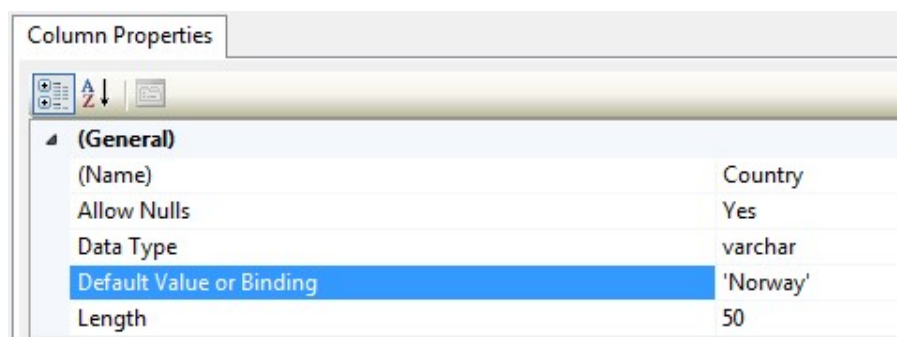 Column Properties
A Z
(General)
(Name) Country
Allow Nulls Yes
Data Type varchar
Default Value or Binding 'Norway'
Length 50